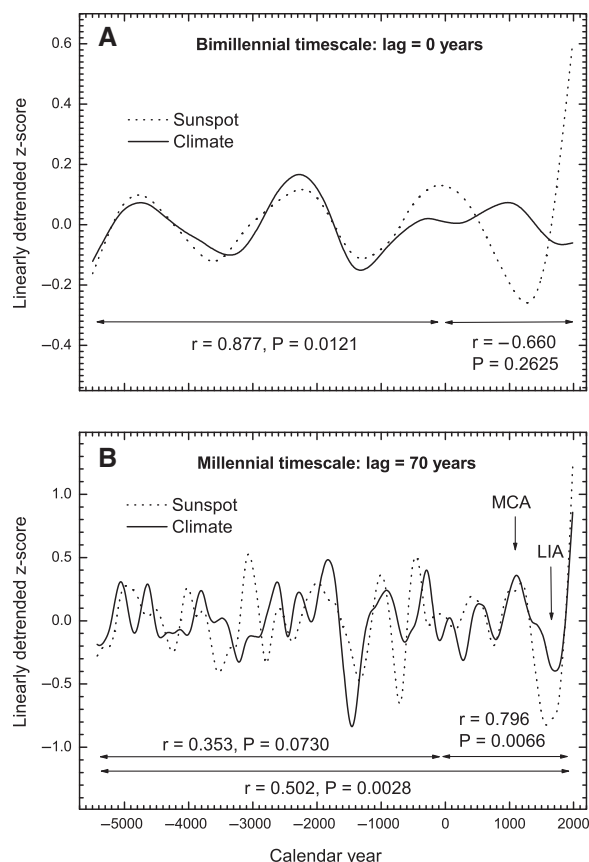 A
Bimillennial timescale: lag = 0 years
Sunspot
Climate
Linearly detrended z-score
0.6
0.4
0.2
0.0
−0.2
−0.4
r = 0.877, P = 0.0121
r = −0.660
P = 0.2625
B
Millennial timescale: lag = 70 years
Sunspot
Climate
MCA
LIA
Linearly detrended z-score
1.0
0.5
0.0
−0.5
−1.0
r = 0.796
P = 0.0066
r = 0.353, P = 0.0730
r = 0.502, P = 0.0028
−5000 −4000 −3000 −2000 −1000 0 1000 2000
Calendar year